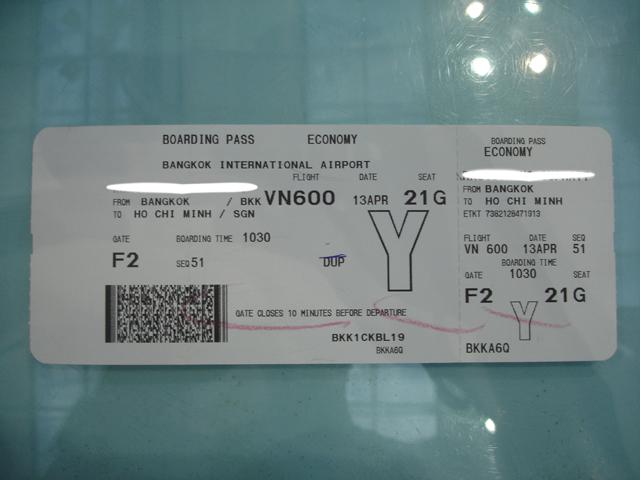 BOARDING PASS ECONOMY
BANGKOK INTERNATIONAL AIRPORT
FLIGHT DATE SEAT
FROM BANGKOK / BKK VN600 13APR 21G
TO HO CHI MINH / SGN
GATE BOARDING TIME 1030
F2 SEQ 51 DUP Y
GATE CLOSES 10 MINUTES BEFORE DEPARTURE
BKK1CKBL19
BKKA6Q
BOARDING PASS
ECONOMY
FROM BANGKOK
TO HO CHI MINH
ETKT 7382128471913
FLIGHT DATE SEQ
VN 600 13APR 51
BOARDING TIME
GATE 1030 SEAT
F2 Y 21G
BKKA6Q